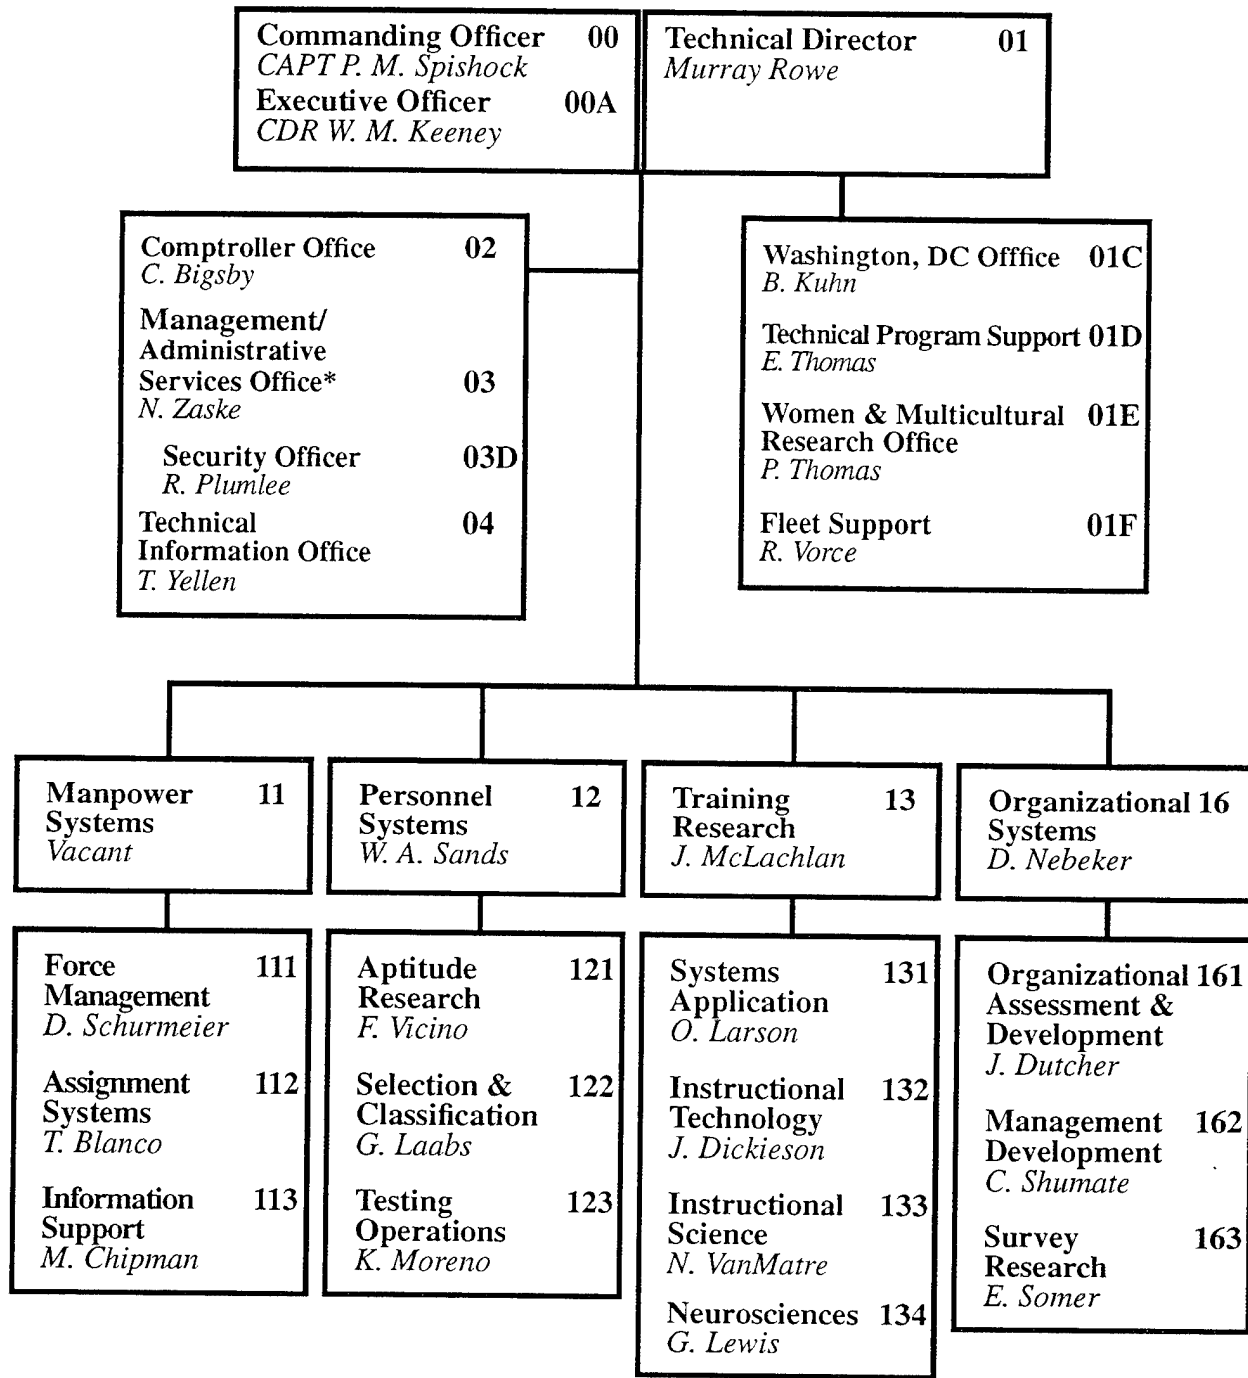 Commanding Officer 00
CAPT P. M. Spishock
Executive Officer 00A
CDR W. M. Keeney
Technical Director 01
Murray Rowe
Comptroller Office 02
C. Bigsby
Management/
Administrative
Services Office* 03
N. Zaske
Security Officer 03D
R. Plumlee
Technical 04
Information Office
T. Yellen
Washington, DC Offfice 01C
B. Kuhn
Technical Program Support 01D
E. Thomas
Women & Multicultural 01E
Research Office
P. Thomas
Fleet Support 01F
R. Vorce
Manpower 11
Systems
Vacant
Personnel 12
Systems
W. A. Sands
Training 13
Research
J. McLachlan
Organizational 16
Systems
D. Nebeker
Force 111
Management
D. Schurmeier
Assignment 112
Systems
T. Blanco
Information 113
Support
M. Chipman
Aptitude 121
Research
F. Vicino
Selection & 122
Classification
G. Laabs
Testing 123
Operations
K. Moreno
Systems 131
Application
O. Larson
Instructional 132
Technology
J. Dickieson
Instructional 133
Science
N. VanMatre
Neurosciences 134
G. Lewis
Organizational 161
Assessment &
Development
J. Dutcher
Management 162
Development
C. Shumate
Survey 163
Research
E. Somer